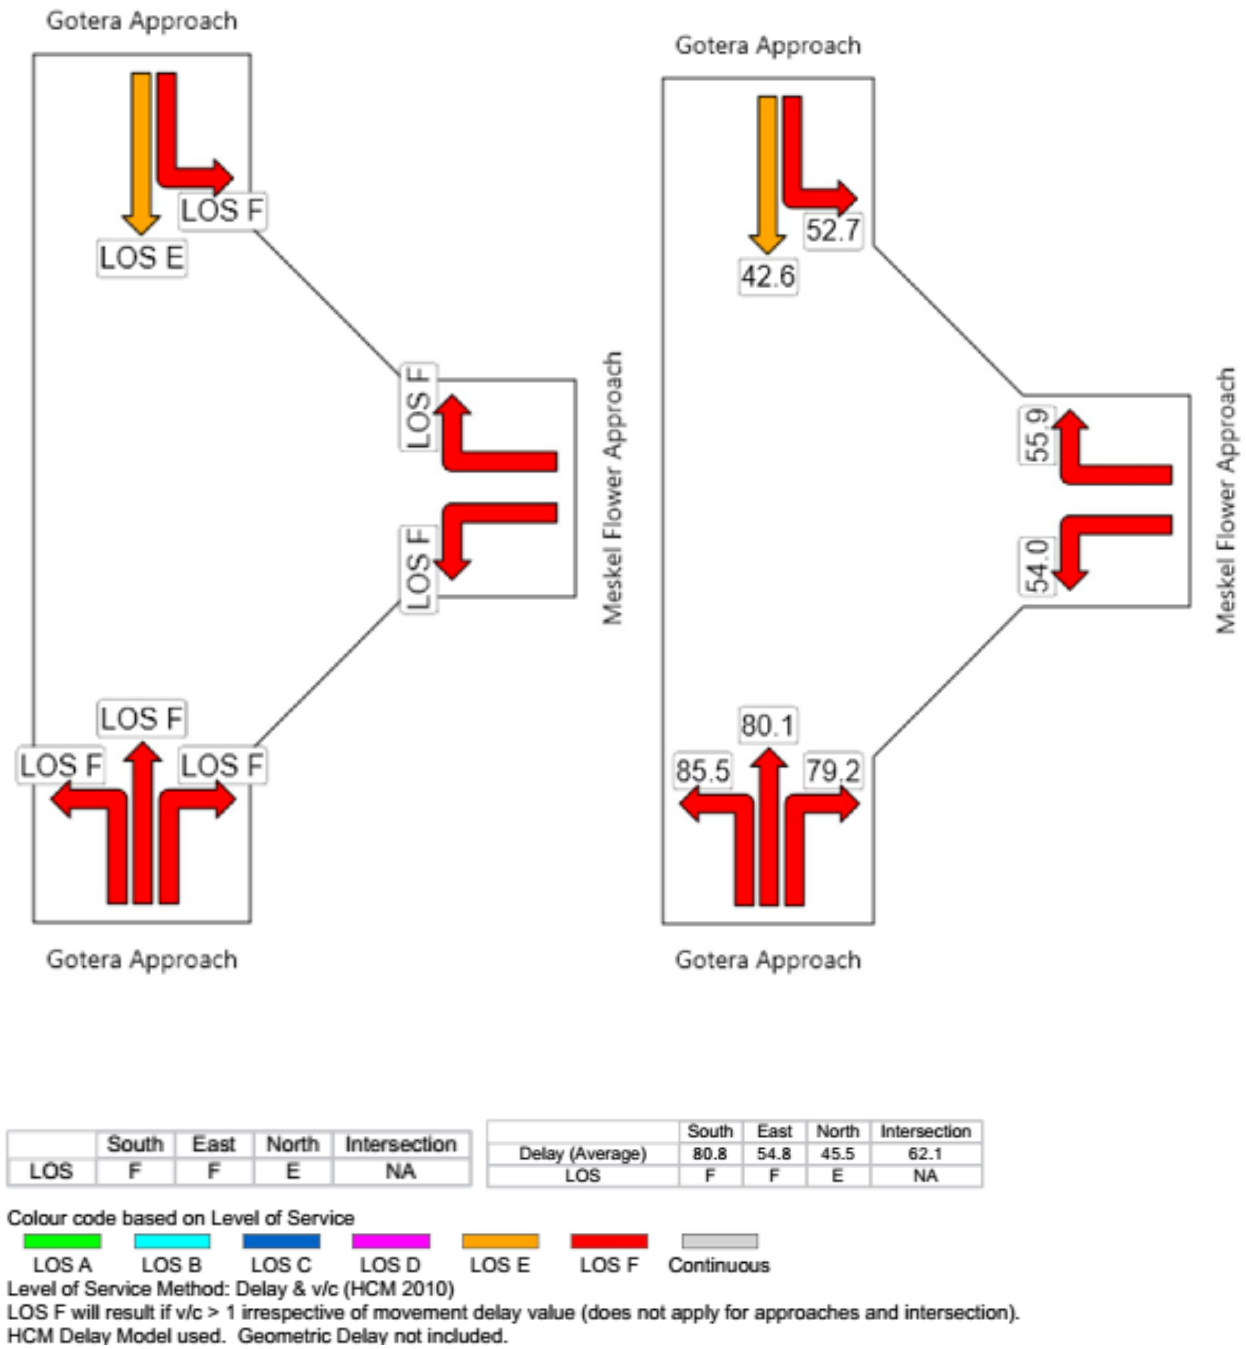 Gotera Approach
LOS F
LOS E
LOS F
LOS F
Meskel Flower Approach
LOS F
LOS F
LOS F
Gotera Approach
Gotera Approach
52.7
42.6
55.9
54.0
Meskel Flower Approach
80.1
85.5
79.2
Gotera Approach
South East North Intersection
LOS F F E NA
South East North Intersection
Delay (Average) 80.8 54.8 45.5 62.1
LOS F F E NA
Colour code based on Level of Service
LOS A LOS B LOS C LOS D LOS E LOS F Continuous
Level of Service Method: Delay & v/c (HCM 2010)
LOS F will result if v/c > 1 irrespective of movement delay value (does not apply for approaches and intersection).
HCM Delay Model used. Geometric Delay not included.